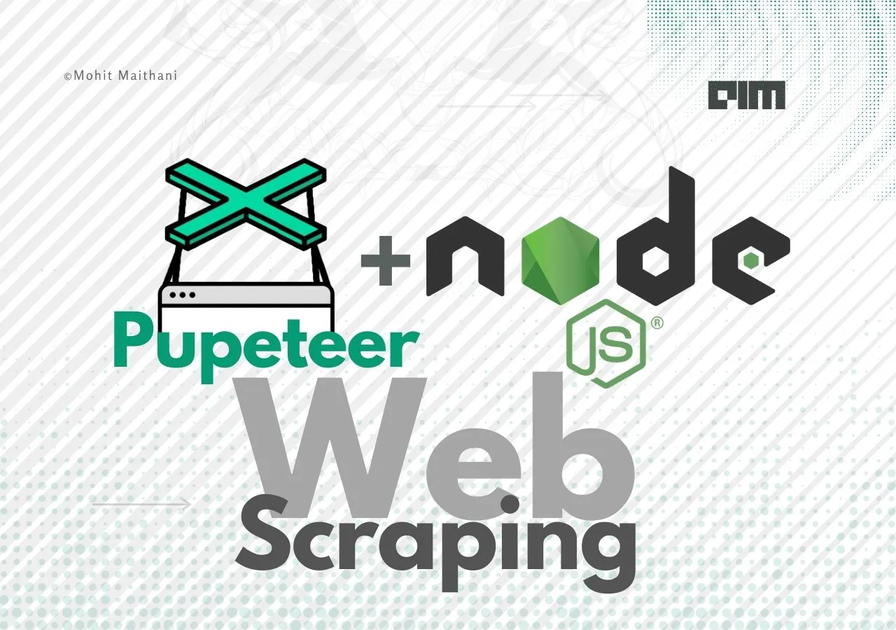 ©Mohit Maithani
AIM
+
node
JS®
Pupeteer
Web
Scraping